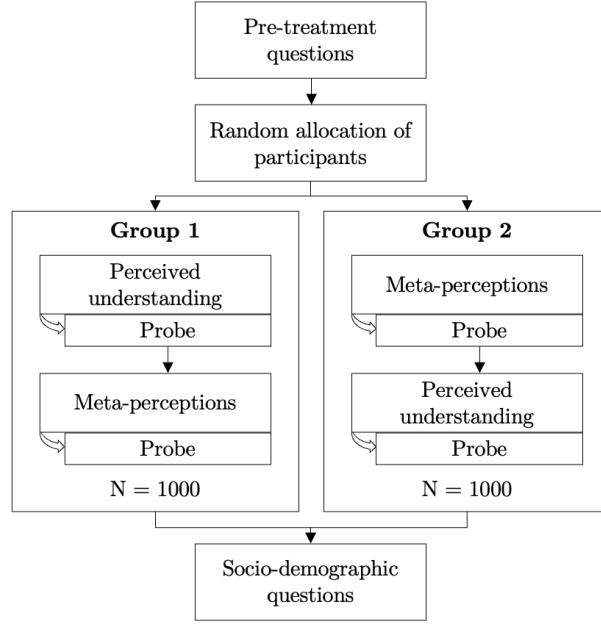 Pre-treatment
questions
Random allocation of
participants
Group 1
Perceived
understanding
Probe
Meta-perceptions
Probe
N = 1000
Group 2
Meta-perceptions
Probe
Perceived
understanding
Probe
N = 1000
Socio-demographic
questions